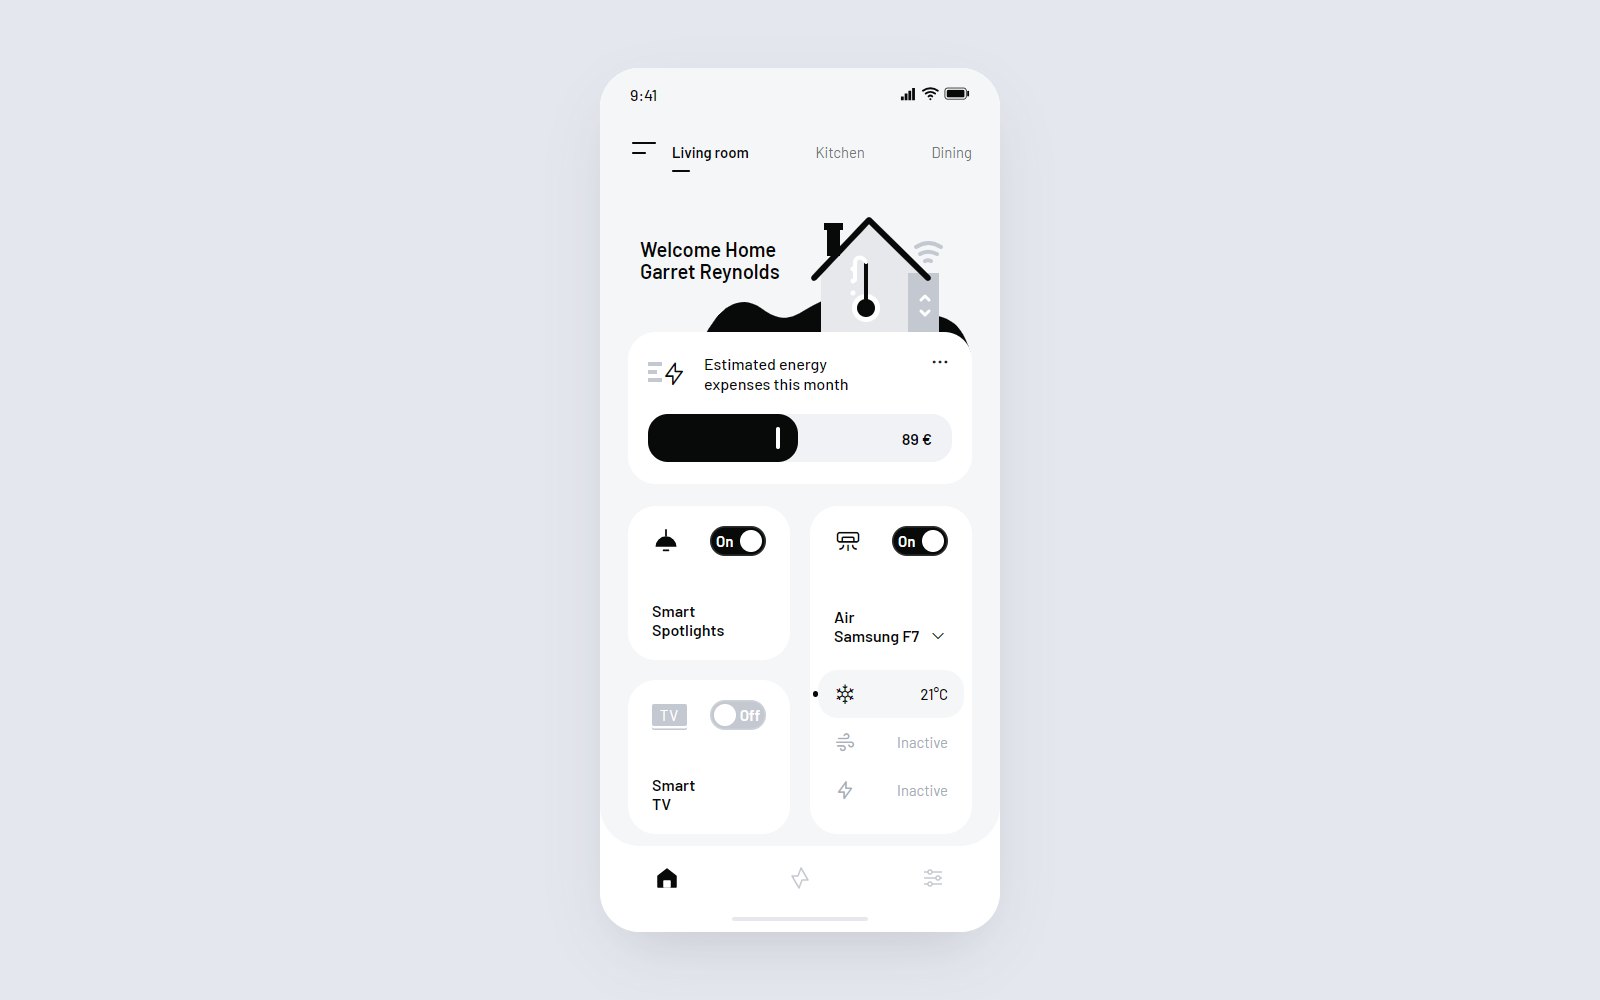 9:41
Living room
Kitchen
Dining
Welcome Home
Garret Reynolds
Estimated energy
expenses this month
89 €
On
Smart
Spotlights
On
Air
Samsung F7
21°C
Inactive
Inactive
TV
Off
Smart
TV